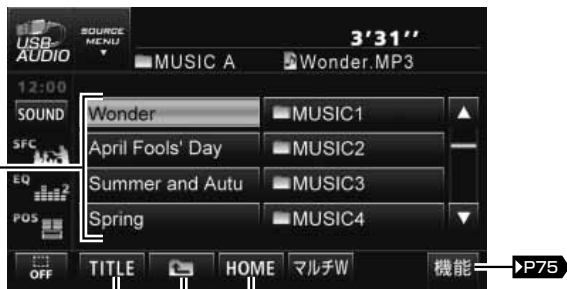 USB AUDIO SOURCE MENU 3'31''
MUSIC A Wonder.MP3
12:00
SOUND Wonder MUSIC1
SFC April Fools' Day MUSIC2
EQ 2 Summer and Autu MUSIC3
POS Spring MUSIC4
OFF TITLE HOME マルチW 機能 P75